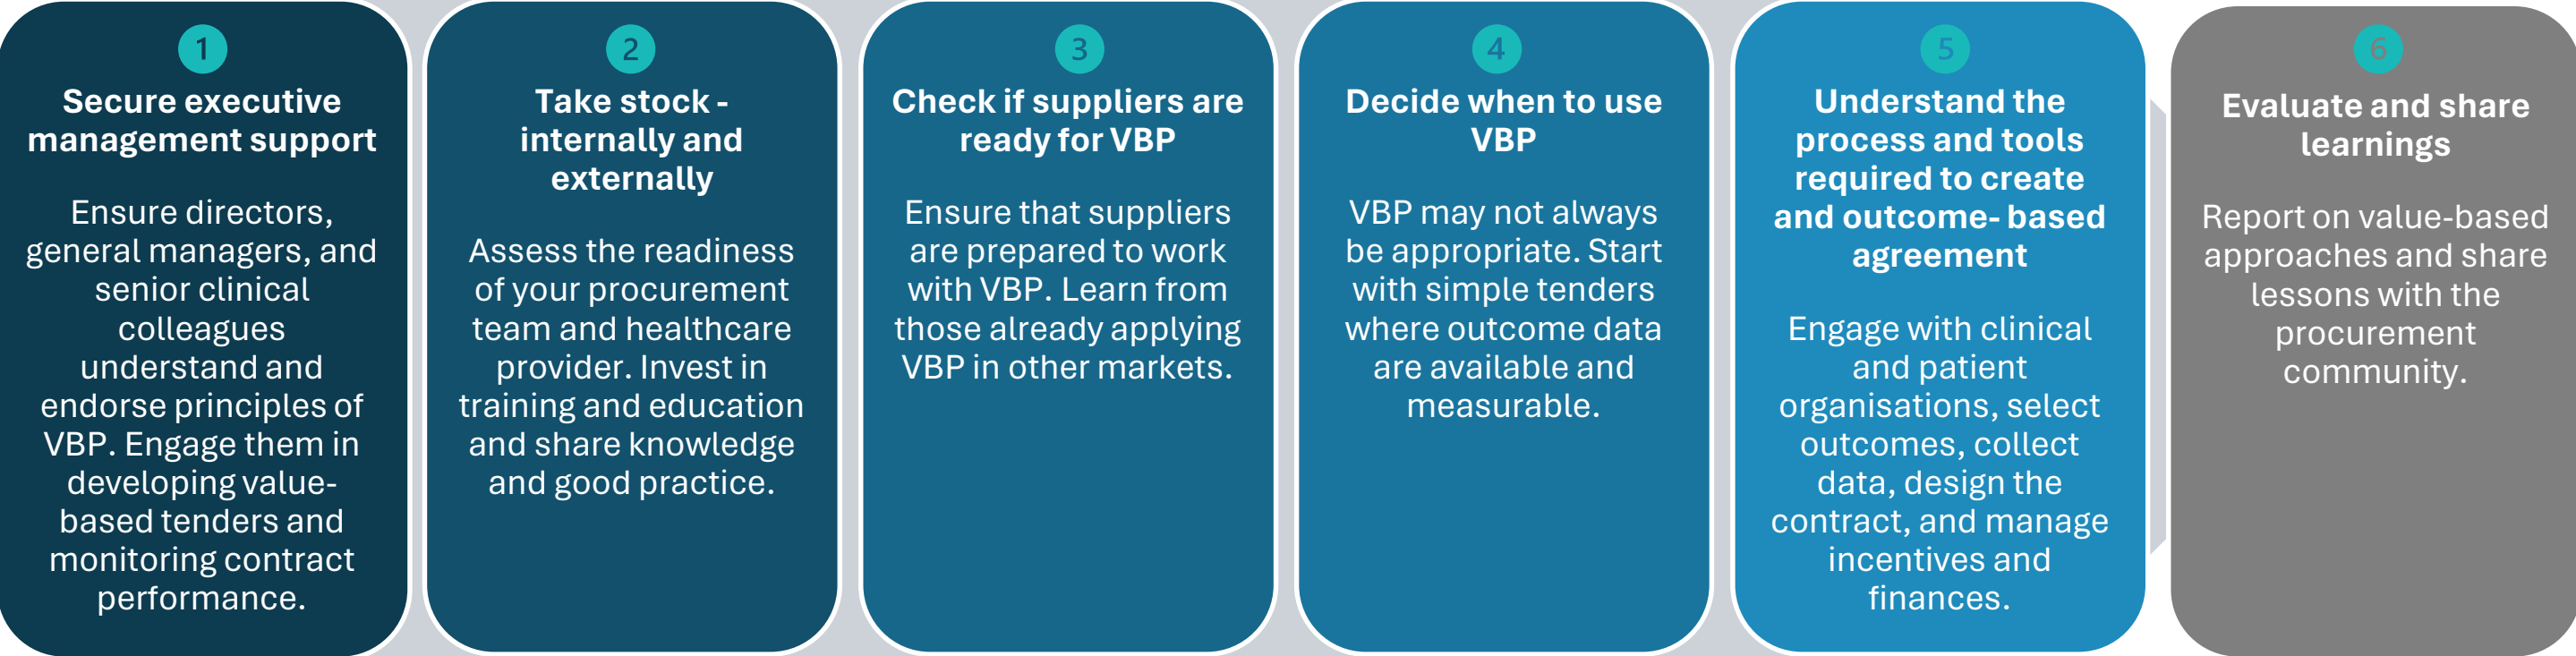 1
Secure executive
management support
Ensure directors,
general managers, and
senior clinical
colleagues
understand and
endorse principles of
VBP. Engage them in
developing value-
based tenders and
monitoring contract
performance.
2
Take stock -
internally and
externally
Assess the readiness
of your procurement
team and healthcare
provider. Invest in
training and education
and share knowledge
and good practice.
3
Check if suppliers are
ready for VBP
Ensure that suppliers
are prepared to work
with VBP. Learn from
those already applying
VBP in other markets.
4
Decide when to use
VBP
VBP may not always
be appropriate. Start
with simple tenders
where outcome data
are available and
measurable.
5
Understand the
process and tools
required to create
and outcome- based
agreement
Engage with clinical
and patient
organisations, select
outcomes, collect
data, design the
contract, and manage
incentives and
finances.
6
Evaluate and share
learnings
Report on value-based
approaches and share
lessons with the
procurement
community.